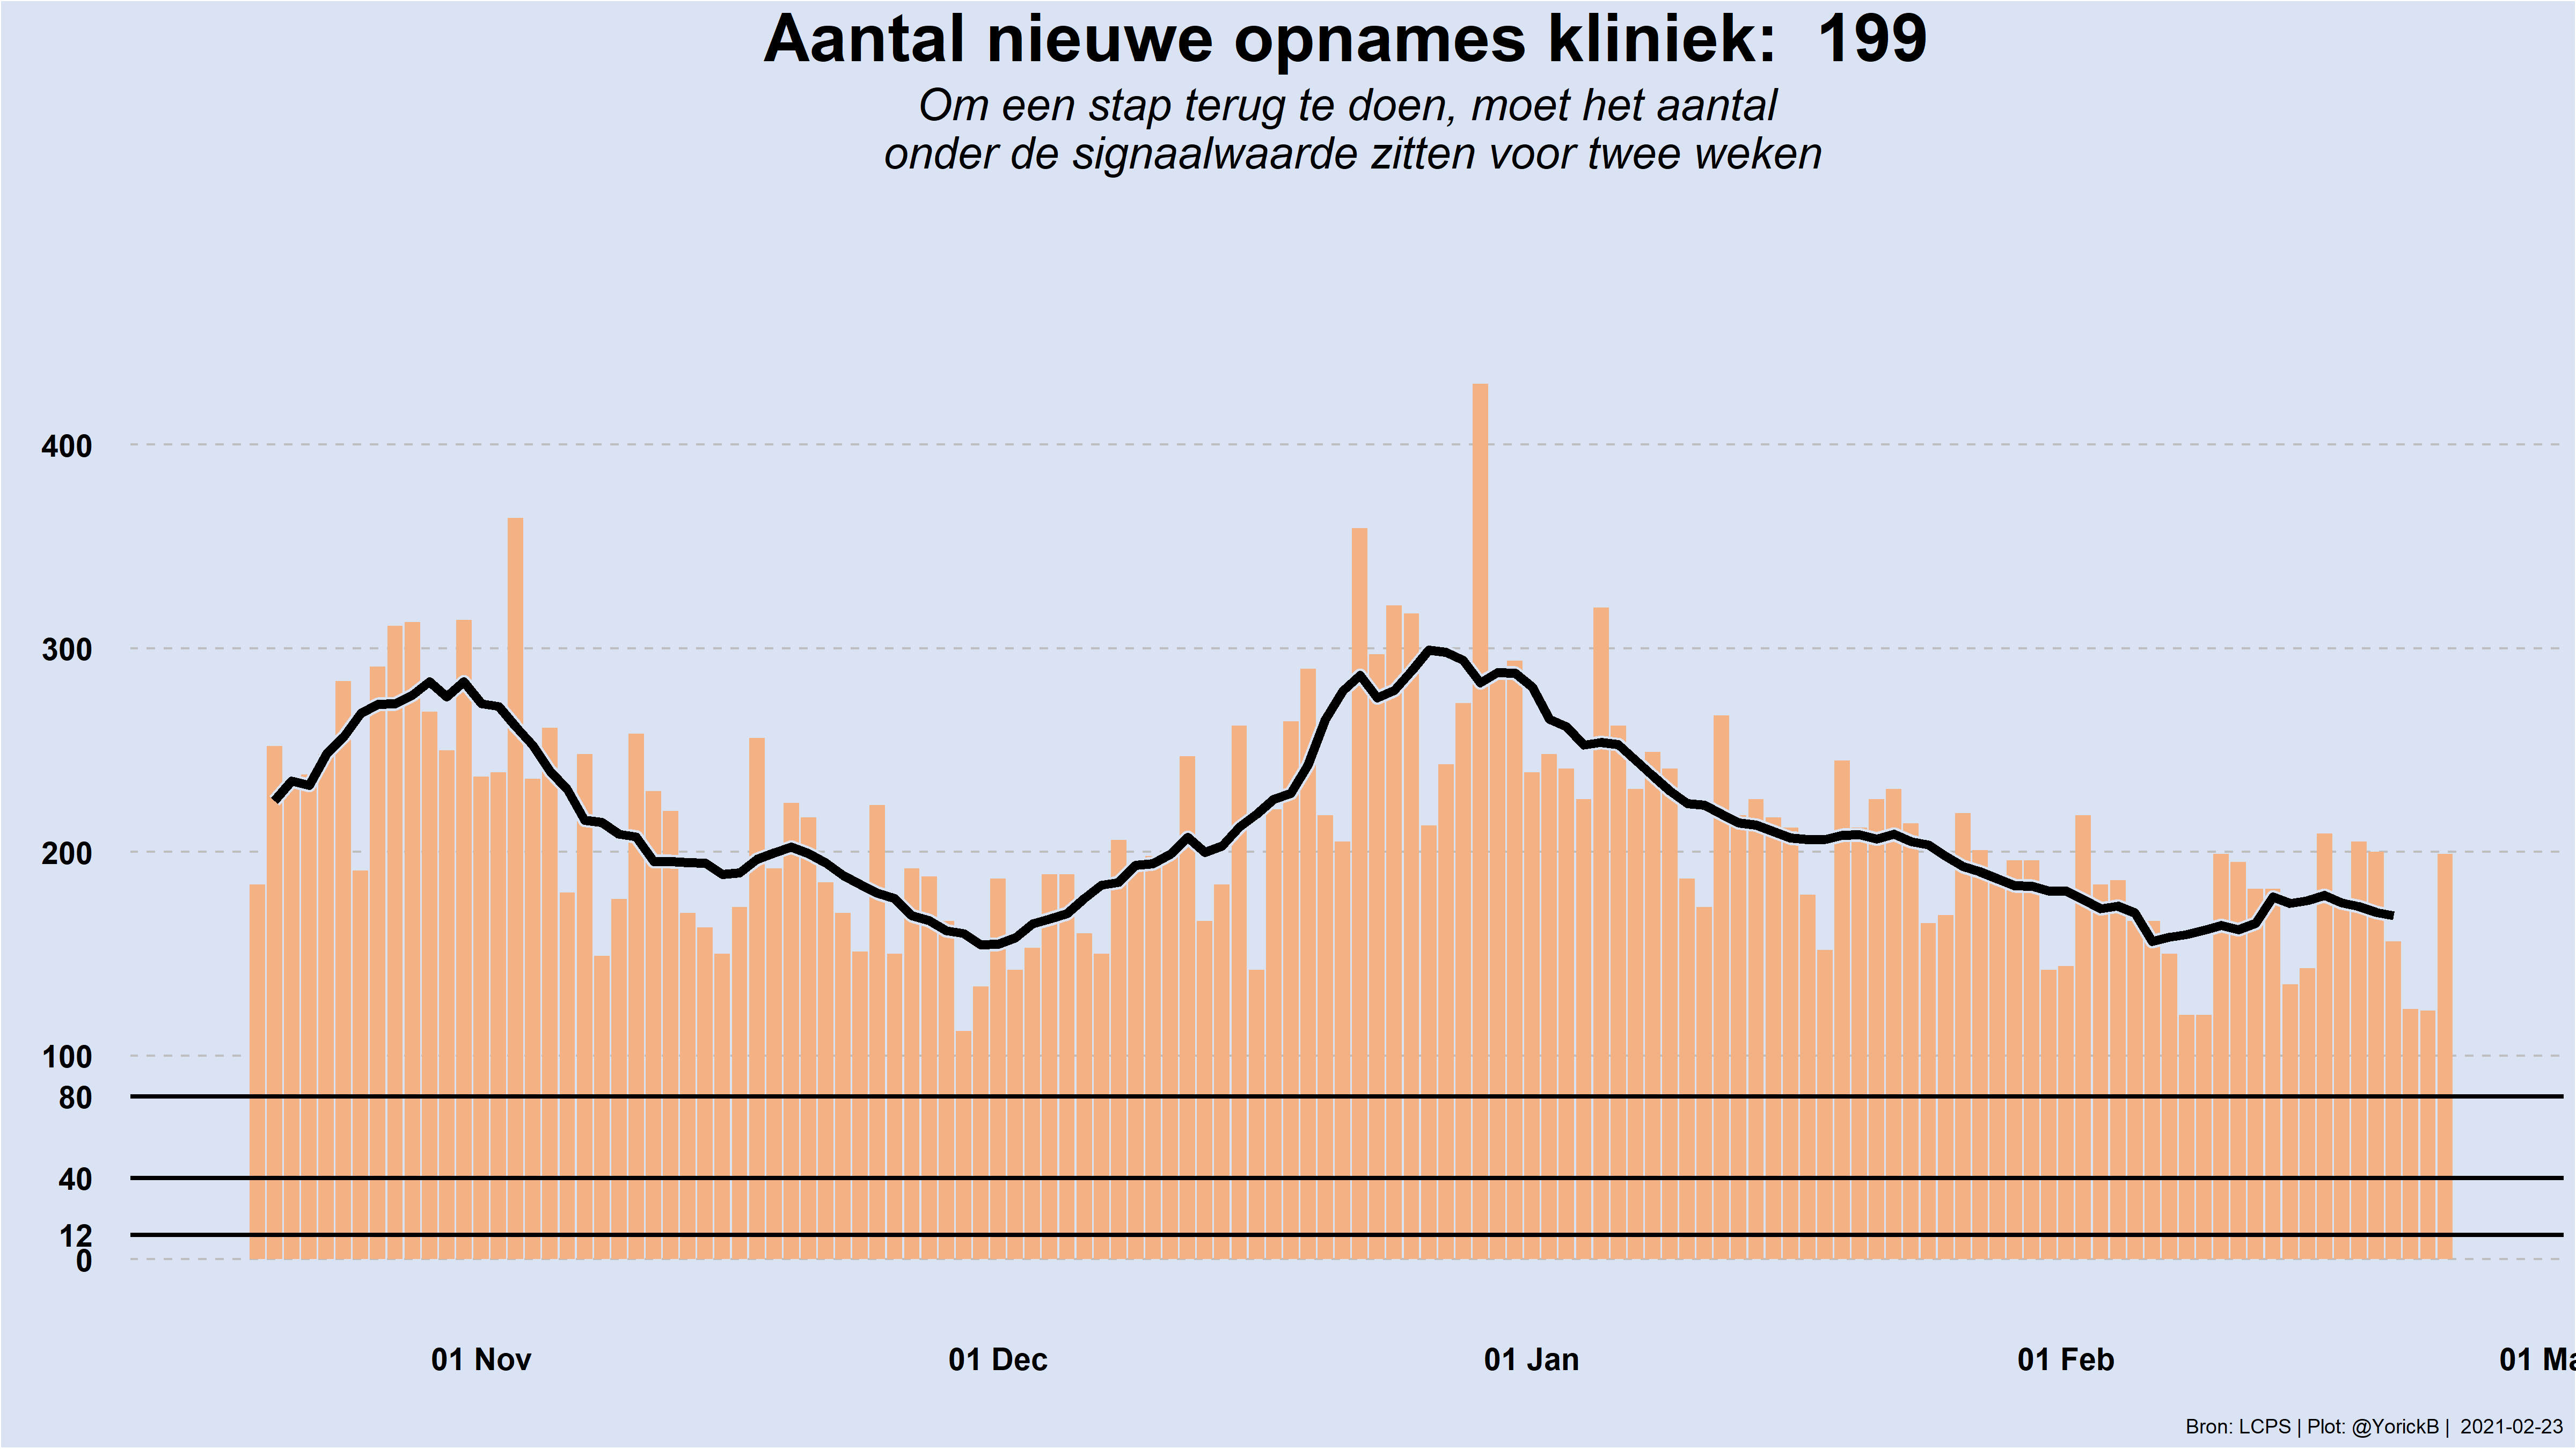 Aantal nieuwe opnames kliniek: 199
Om een stap terug te doen, moet het aantal
onder de signaalwaarde zitten voor twee weken
400
300
200
100
80
40
12
0
01 Nov
01 Dec
01 Jan
01 Feb
01 Ma
Bron: LCPS | Plot: @YorickB | 2021-02-23